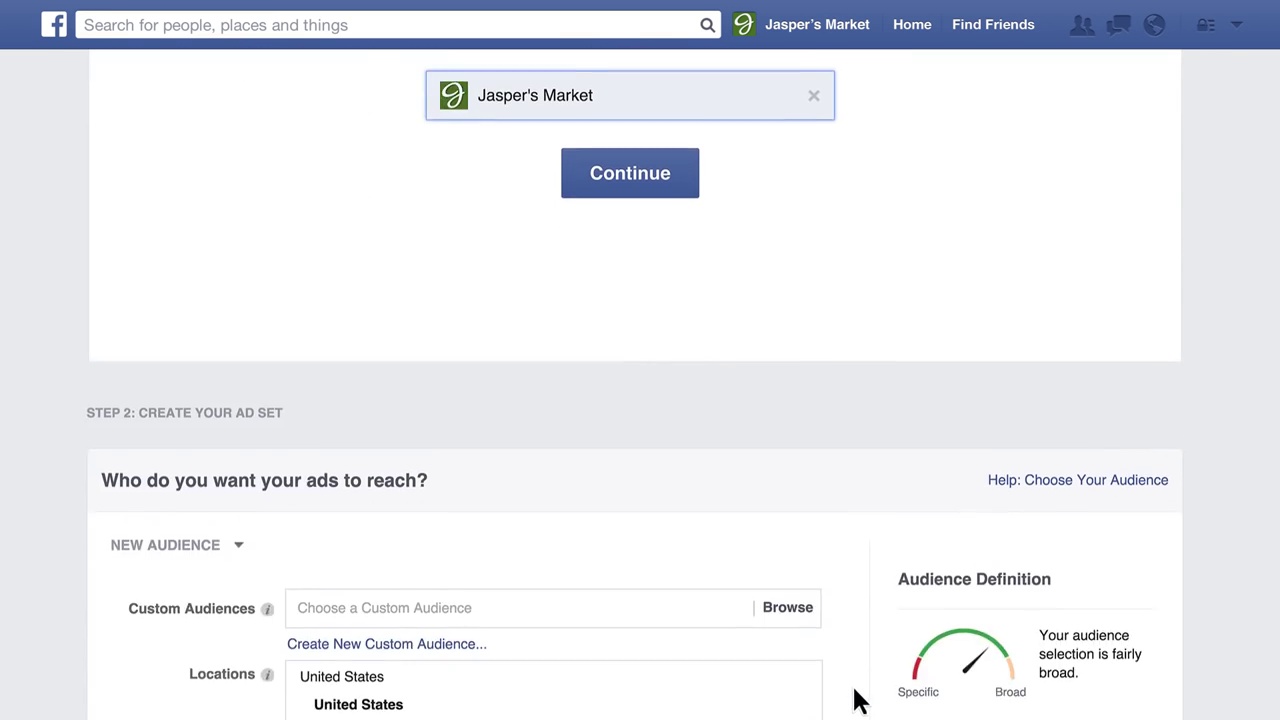 Search for people, places and things
Jasper's Market
Home
Find Friends
Jasper's Market
Continue
STEP 2: CREATE YOUR AD SET
Who do you want your ads to reach?
Help: Choose Your Audience
NEW AUDIENCE
Custom Audiences
Choose a Custom Audience
Browse
Create New Custom Audience...
Locations
United States
United States
Audience Definition
Your audience
selection is fairly
broad.
Specific
Broad